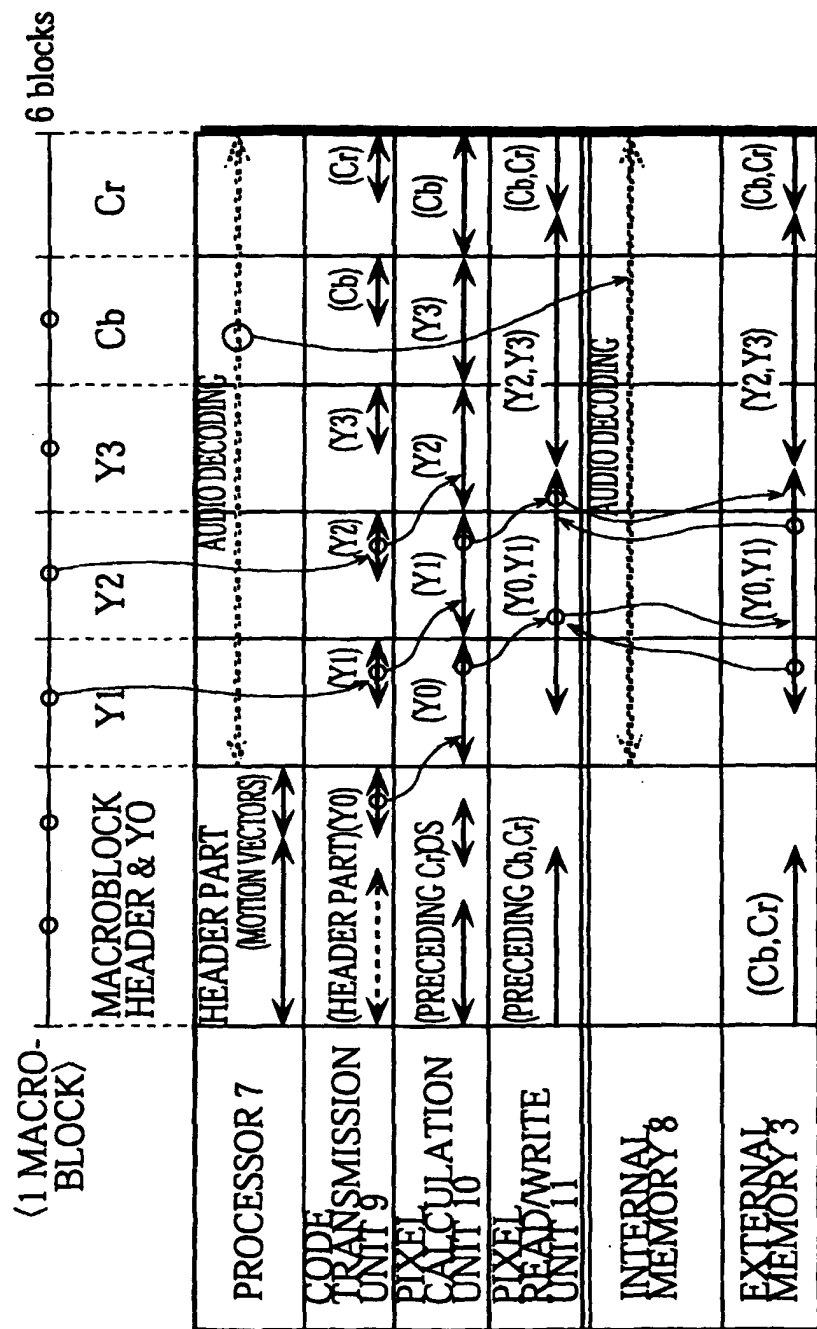 ⟨1 MACRO-
BLOCK⟩
6 blocks
MACROBLOCK
HEADER & Y0
Y1
Y2
Y3
Cb
Cr
PROCESSOR 7
HEADER PART
(MOTION VECTORS)
AUDIO DECODING
CODE
TRANSMISSION
UNIT 9
(HEADER PART)(Y0)
(Y1)
(Y2)
(Y3)
(Cb)
(Cr)
PIXEL
CALCULATION
UNIT 10
(PRECEDING Cr)OS
(Y0)
(Y1)
(Y2)
(Y3)
(Cb)
PIXEL
READ/WRITE
UNIT 11
(PRECEDING Cb,Cr)
(Y0,Y1)
(Y2,Y3)
(Cb,Cr)
INTERNAL
MEMORY 8
AUDIO DECODING
EXTERNAL
MEMORY 3
(Cb,Cr)
(Y0,Y1)
(Y2,Y3)
(Cb,Cr)